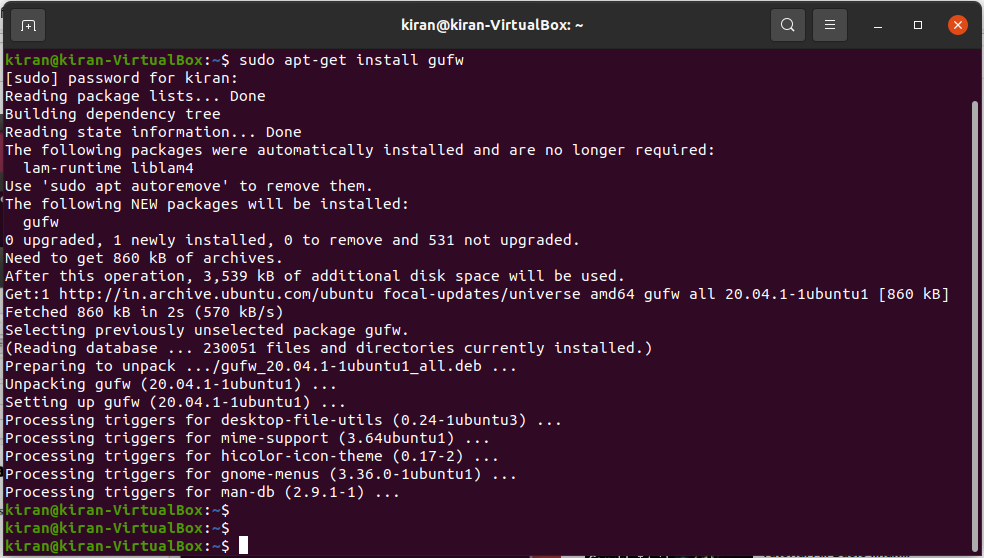 kiran@kiran-VirtualBox: ~
kiran@kiran-VirtualBox:~$ sudo apt-get install gufw
[sudo] password for kiran:
Reading package lists... Done
Building dependency tree
Reading state information... Done
The following packages were automatically installed and are no longer required:
  lam-runtime liblam4
Use 'sudo apt autoremove' to remove them.
The following NEW packages will be installed:
  gufw
0 upgraded, 1 newly installed, 0 to remove and 531 not upgraded.
Need to get 860 kB of archives.
After this operation, 3,539 kB of additional disk space will be used.
Get:1 http://in.archive.ubuntu.com/ubuntu focal-updates/universe amd64 gufw all 20.04.1-1ubuntu1 [860 kB]
Fetched 860 kB in 2s (570 kB/s)
Selecting previously unselected package gufw.
(Reading database ... 230051 files and directories currently installed.)
Preparing to unpack .../gufw_20.04.1-1ubuntu1_all.deb ...
Unpacking gufw (20.04.1-1ubuntu1) ...
Setting up gufw (20.04.1-1ubuntu1) ...
Processing triggers for desktop-file-utils (0.24-1ubuntu3) ...
Processing triggers for mime-support (3.64ubuntu1) ...
Processing triggers for hicolor-icon-theme (0.17-2) ...
Processing triggers for gnome-menus (3.36.0-1ubuntu1) ...
Processing triggers for man-db (2.9.1-1) ...
kiran@kiran-VirtualBox:~$
kiran@kiran-VirtualBox:~$
kiran@kiran-VirtualBox:~$